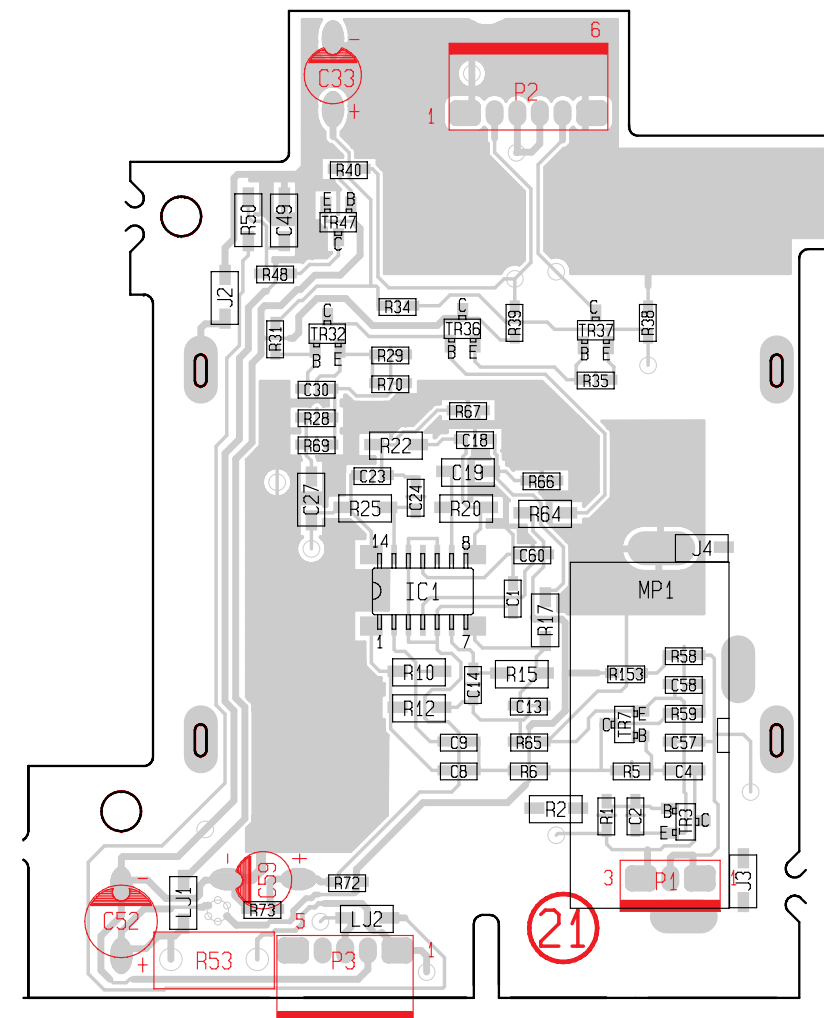 6
-
C33
P2
+
1
R40
E B
R50
C49
TR47
C
R48
J2
R34
C
C
C
R39
R38
R31
TR32
TR36
TR37
B E
B E
B E
R29
R70
R35
C30
R67
R28
C18
R69
R22
C23
C19
R66
C27
C24
R25
R20
R64
14
8
J4
C60
IC1
C1
MP1
R17
1
7
R58
R10
R15
R153
C14
C58
R12
C13
R59
E
C
TR7
B
C9
R65
C57
C8
R6
R5
C4
R2
R1
C2
B
TR3
C
E
-
+
-
C59
R72
3
P1
1
J3
LJ1
C52
R73
5
LJ2
21
+
R53
P3
1